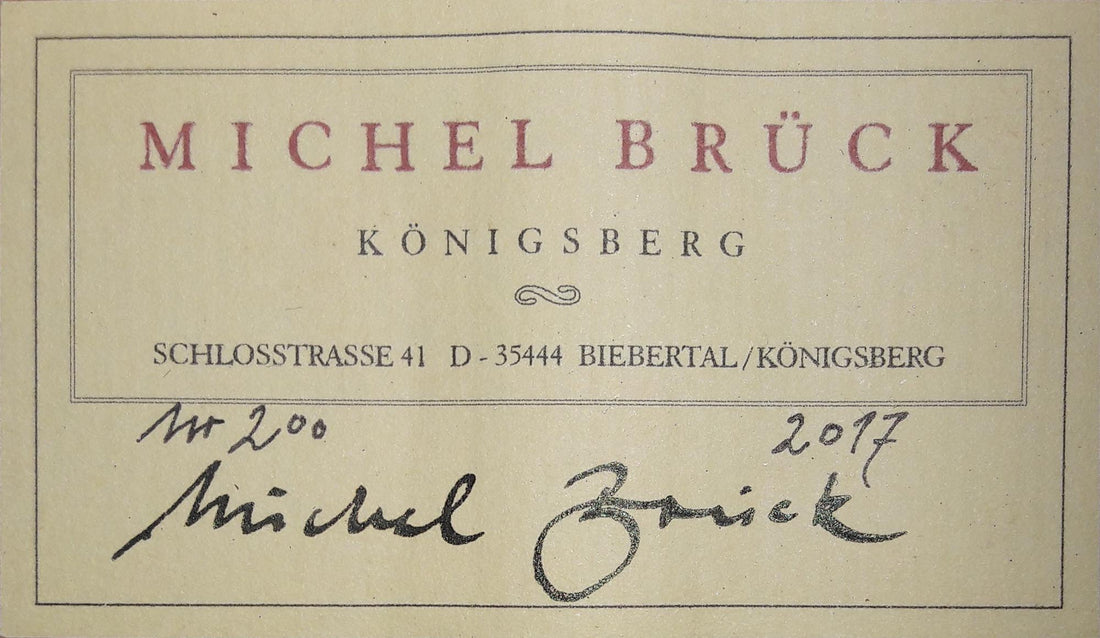 MICHEL BRÜCK
KÖNIGSBERG
SCHLOSSTRASSE 41 D - 35444 BIEBERTAL/KÖNIGSBERG
Nr 200 2017
Michel Brück